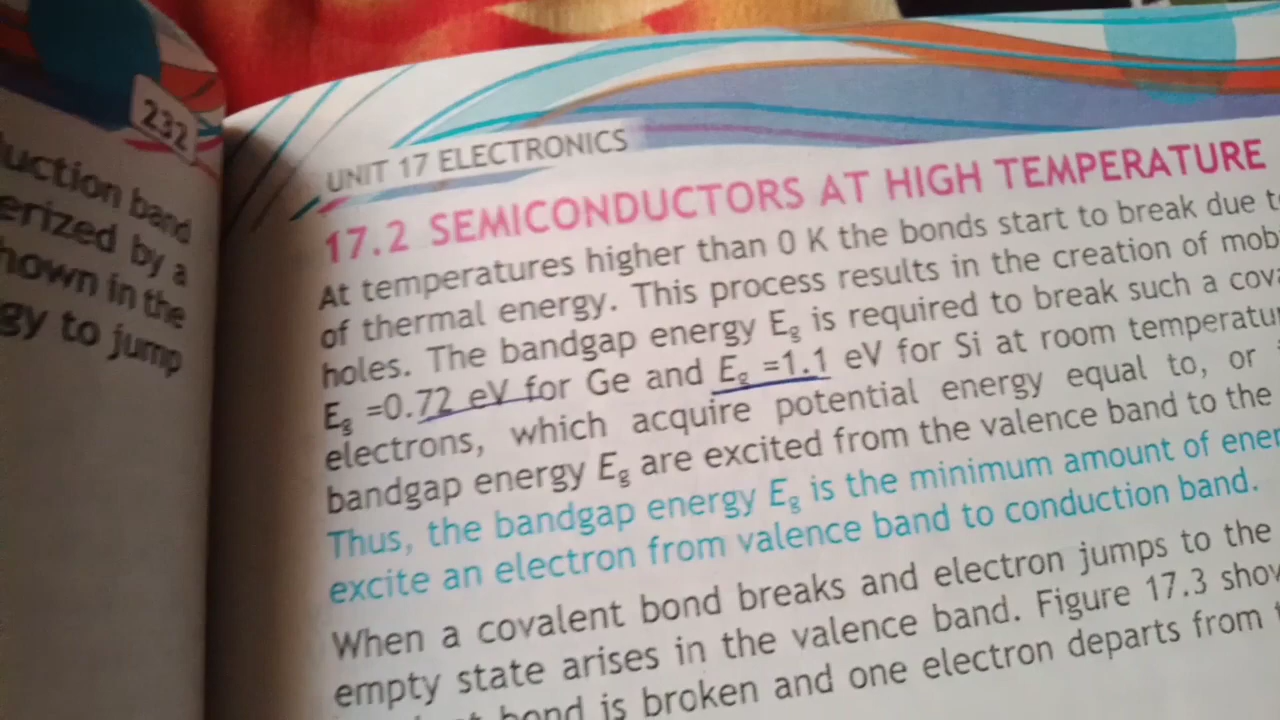 232
uction band
erized by a
hown in the
gy to jump
UNIT 17 ELECTRONICS
17.2 SEMICONDUCTORS AT HIGH TEMPERATURE
At temperatures higher than 0 K the bonds start to break due t
of thermal energy. This process results in the creation of mobi
holes. The bandgap energy Eg is required to break such a cova
Eg =0.72 eV for Ge and Eg =1.1 eV for Si at room temperatu
electrons, which acquire potential energy equal to, or
bandgap energy Eg are excited from the valence band to the
Thus, the bandgap energy Eg is the minimum amount of ener
excite an electron from valence band to conduction band.
When a covalent bond breaks and electron jumps to the
empty state arises in the valence band. Figure 17.3 show
bond is broken and one electron departs from